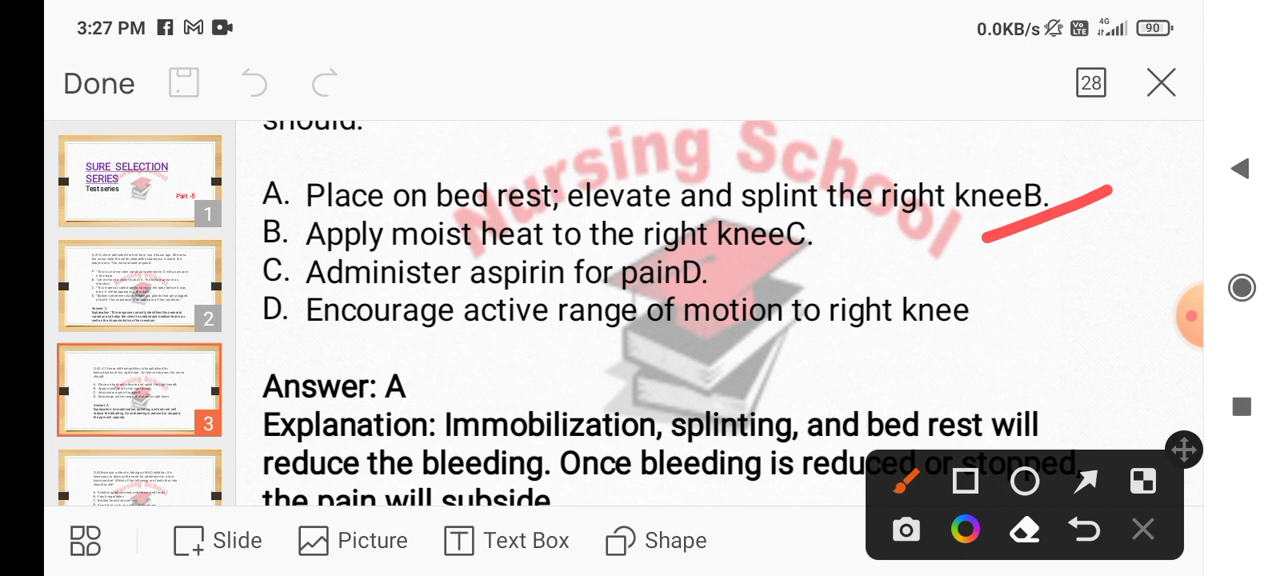 3:27 PM
0.0KB/s
Vo LTE
4G
90
Done
28
should:
Nursing School
A. Place on bed rest; elevate and splint the right kneeB.
B. Apply moist heat to the right kneeC.
C. Administer aspirin for painD.
D. Encourage active range of motion to right knee
Answer: A
Explanation: Immobilization, splinting, and bed rest will
reduce the bleeding. Once bleeding is reduced or stopped,
the pain will subside
SURE SELECTION
SERIES
Test series
Part -5
1
2
3
Slide
Picture
Text Box
Shape